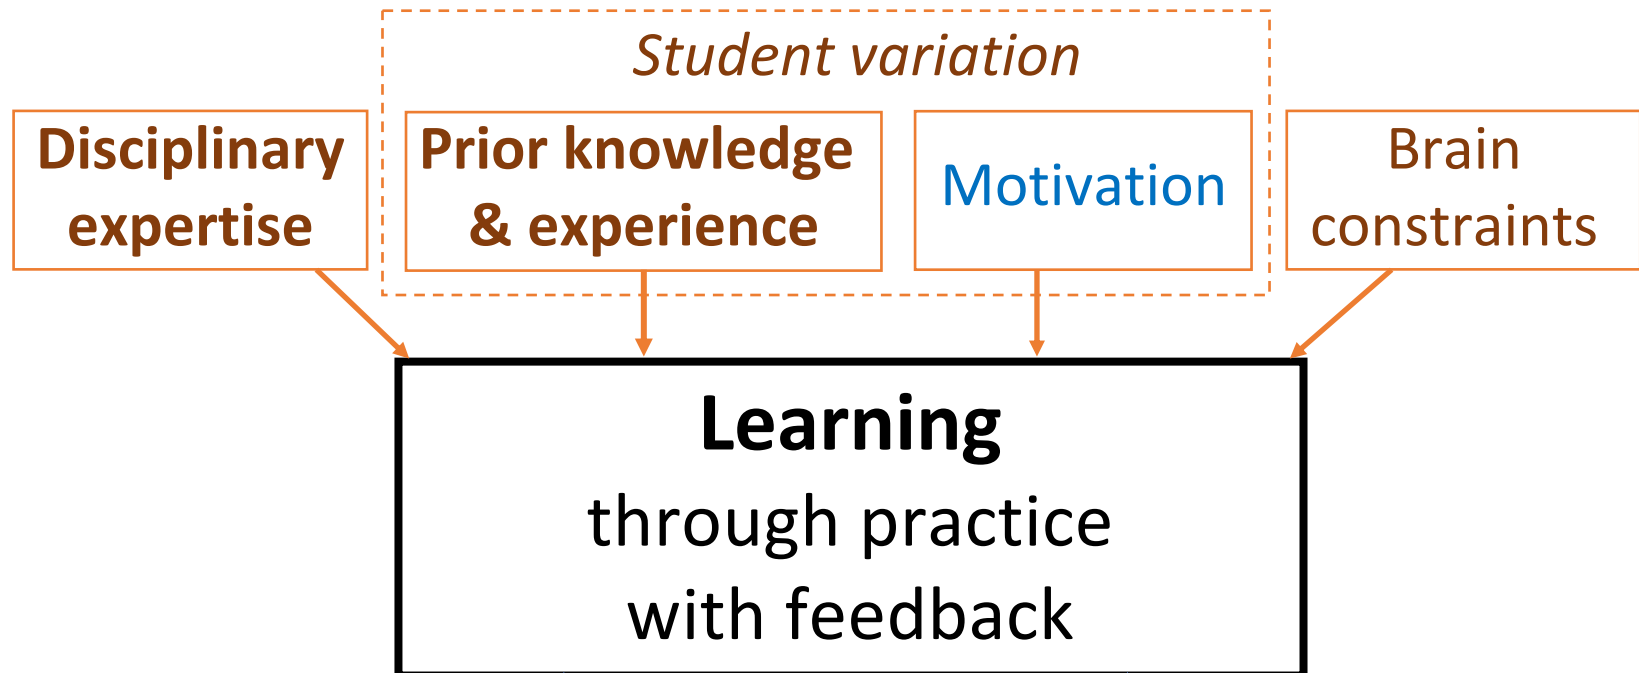 Student variation
Disciplinary
expertise
Prior knowledge
& experience
Motivation
Brain
constraints
Learning
through practice
with feedback